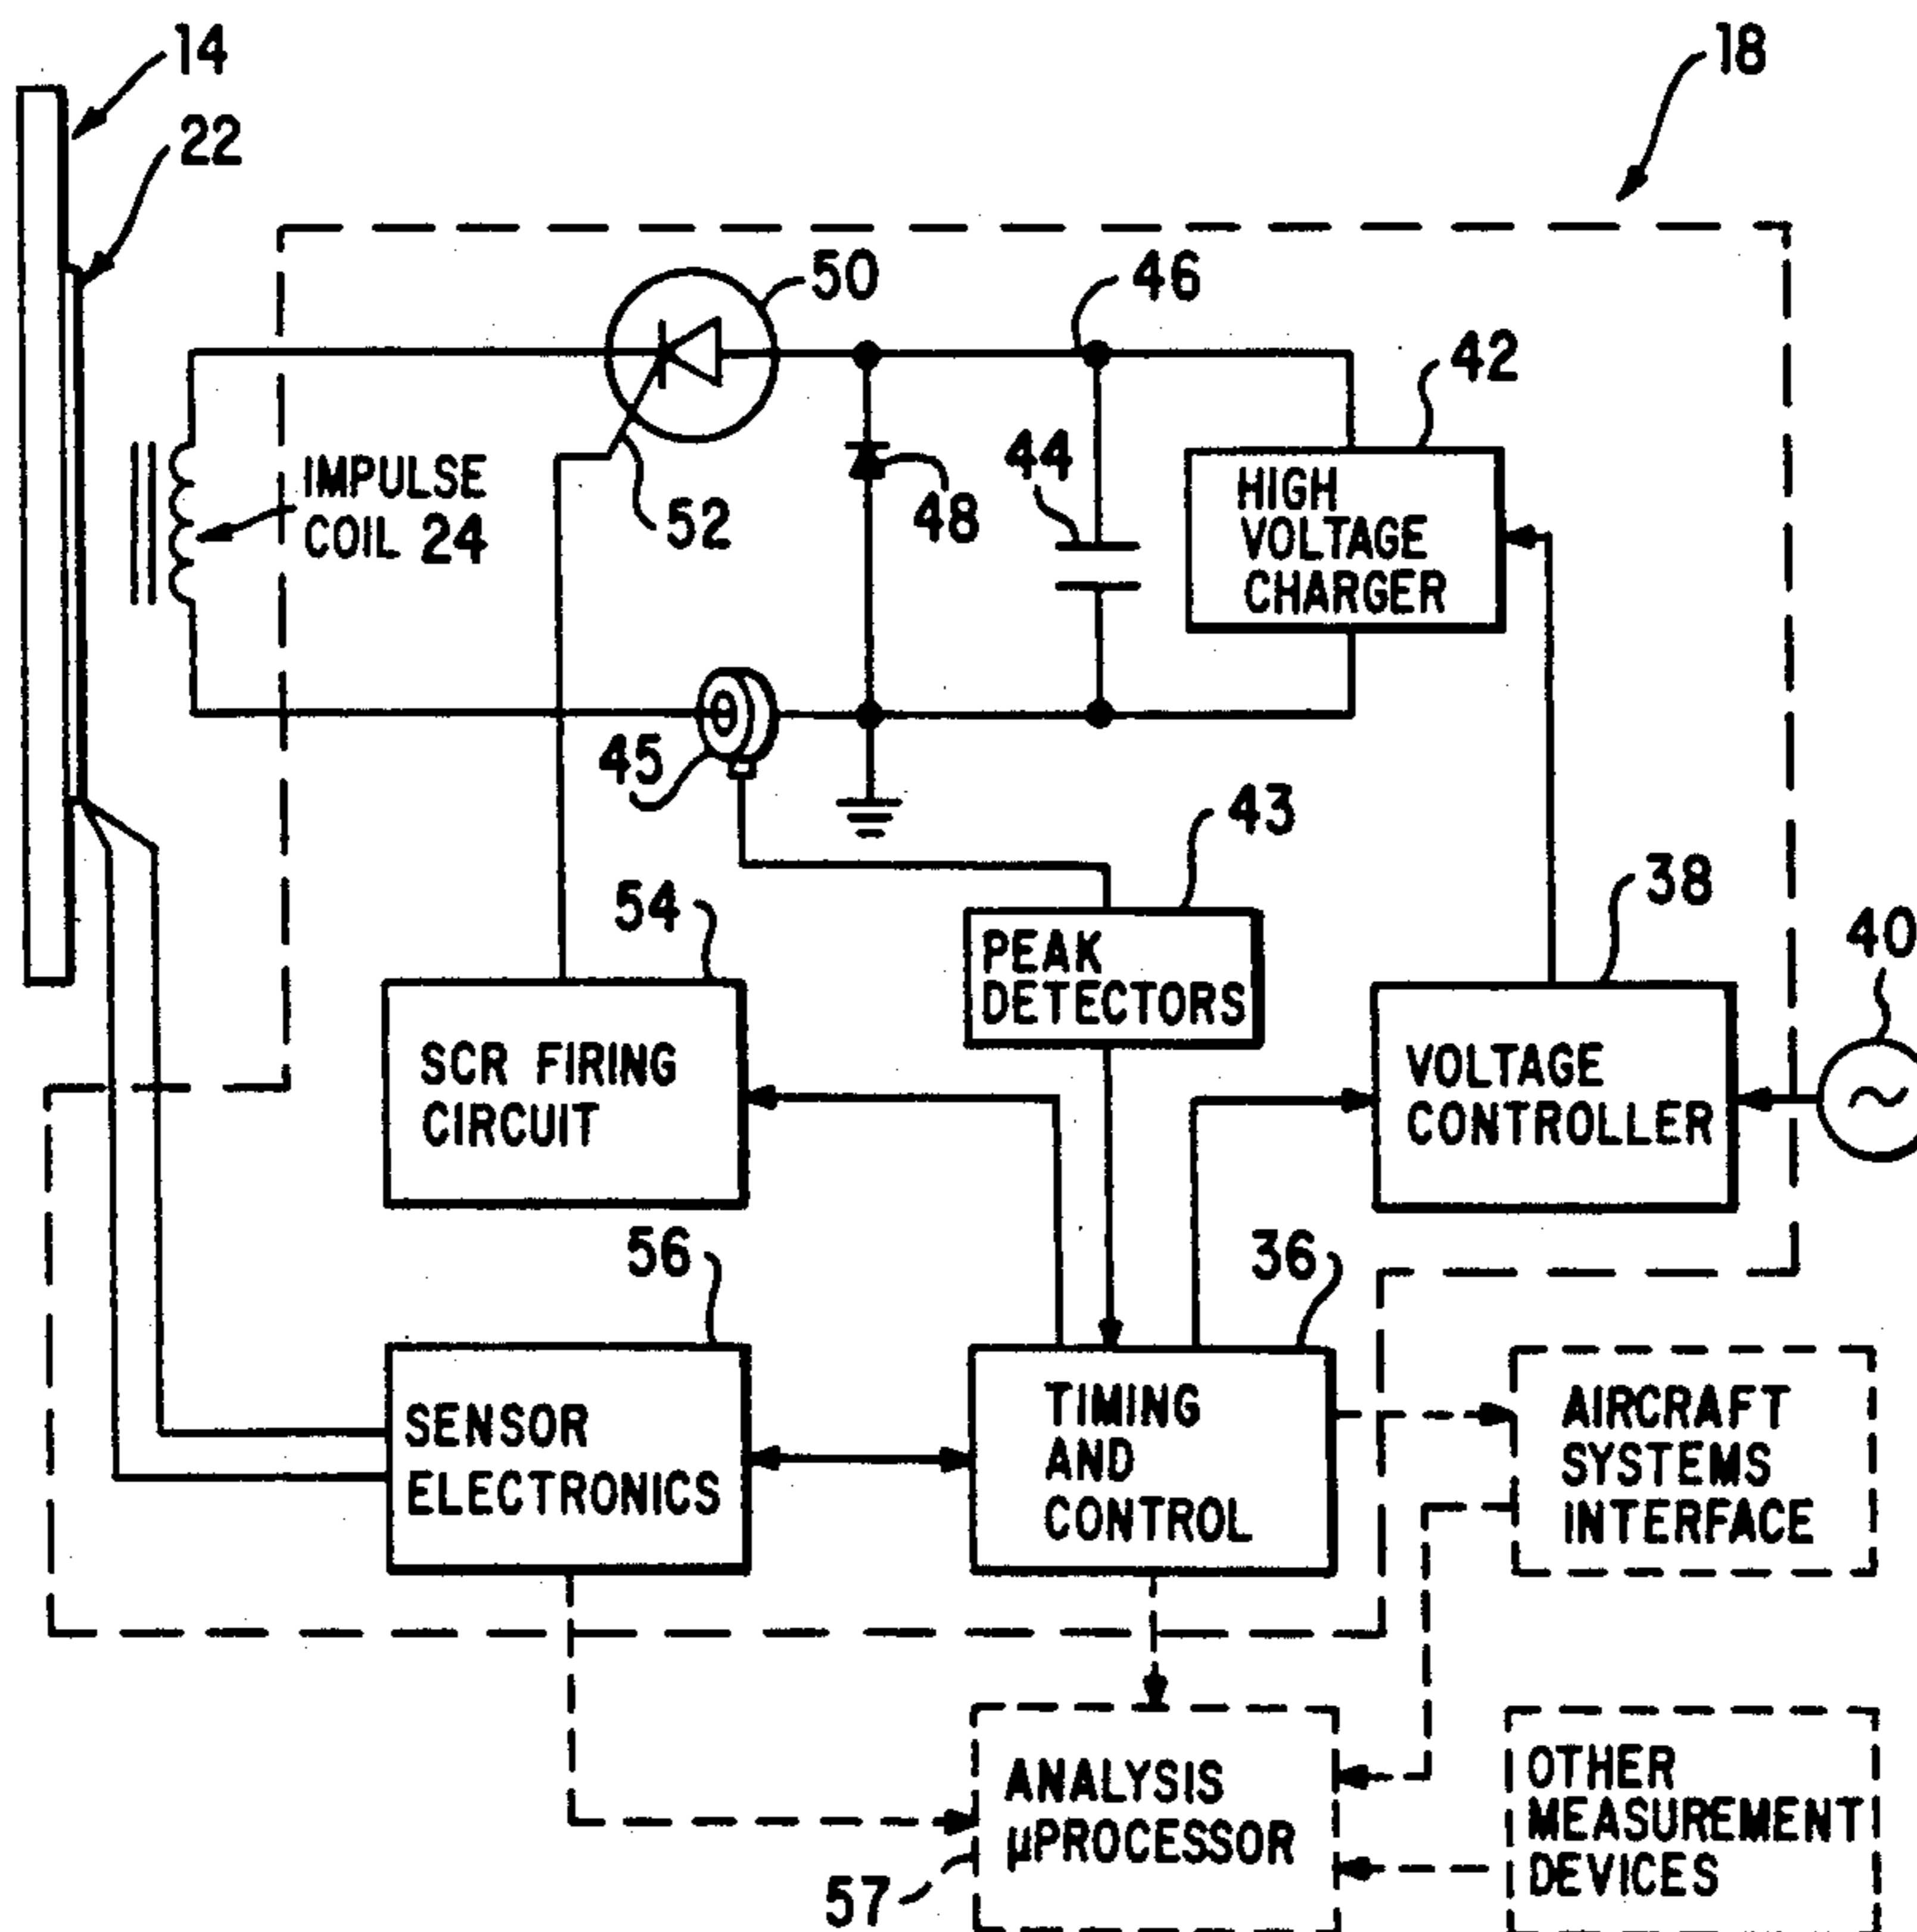 14
18
22
50
46
42
IMPULSE
COIL 24
52
48
44
HIGH
VOLTAGE
CHARGER
45
43
38
40
54
PEAK
DETECTORS
SCR FIRING
CIRCUIT
VOLTAGE
CONTROLLER
56
36
SENSOR
ELECTRONICS
TIMING
AND
CONTROL
AIRCRAFT
SYSTEMS
INTERFACE
ANALYSIS
μPROCESSOR
57
OTHER
MEASUREMENT
DEVICES